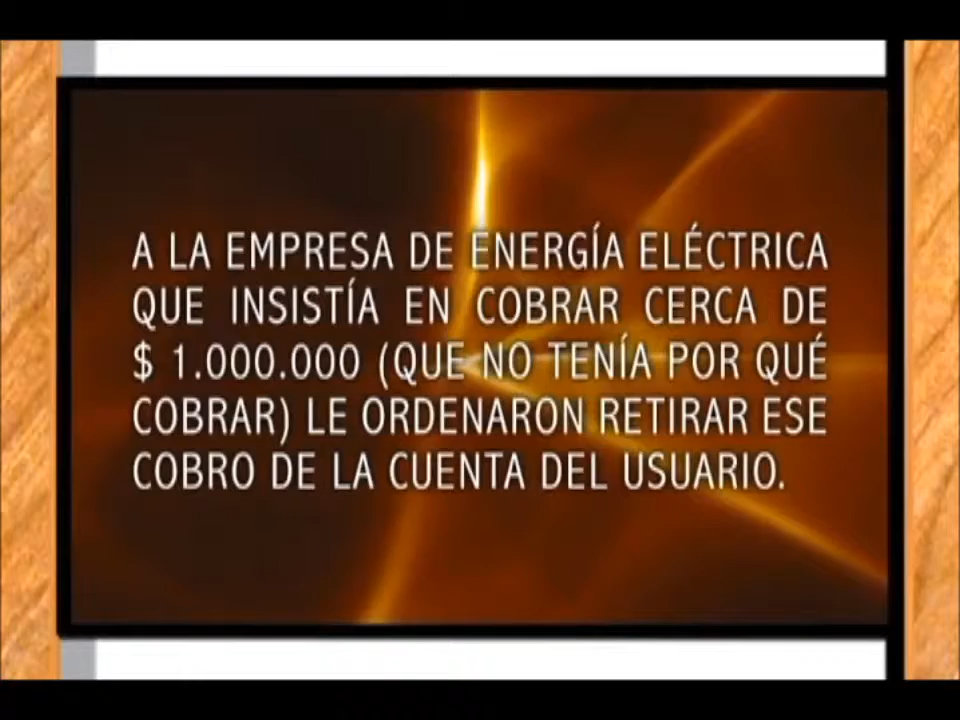 A LA EMPRESA DE ENERGÍA ELÉCTRICA
QUE INSISTÍA EN COBRAR CERCA DE
$ 1.000.000 (QUE NO TENÍA POR QUÉ
COBRAR) LE ORDENARON RETIRAR ESE
COBRO DE LA CUENTA DEL USUARIO.